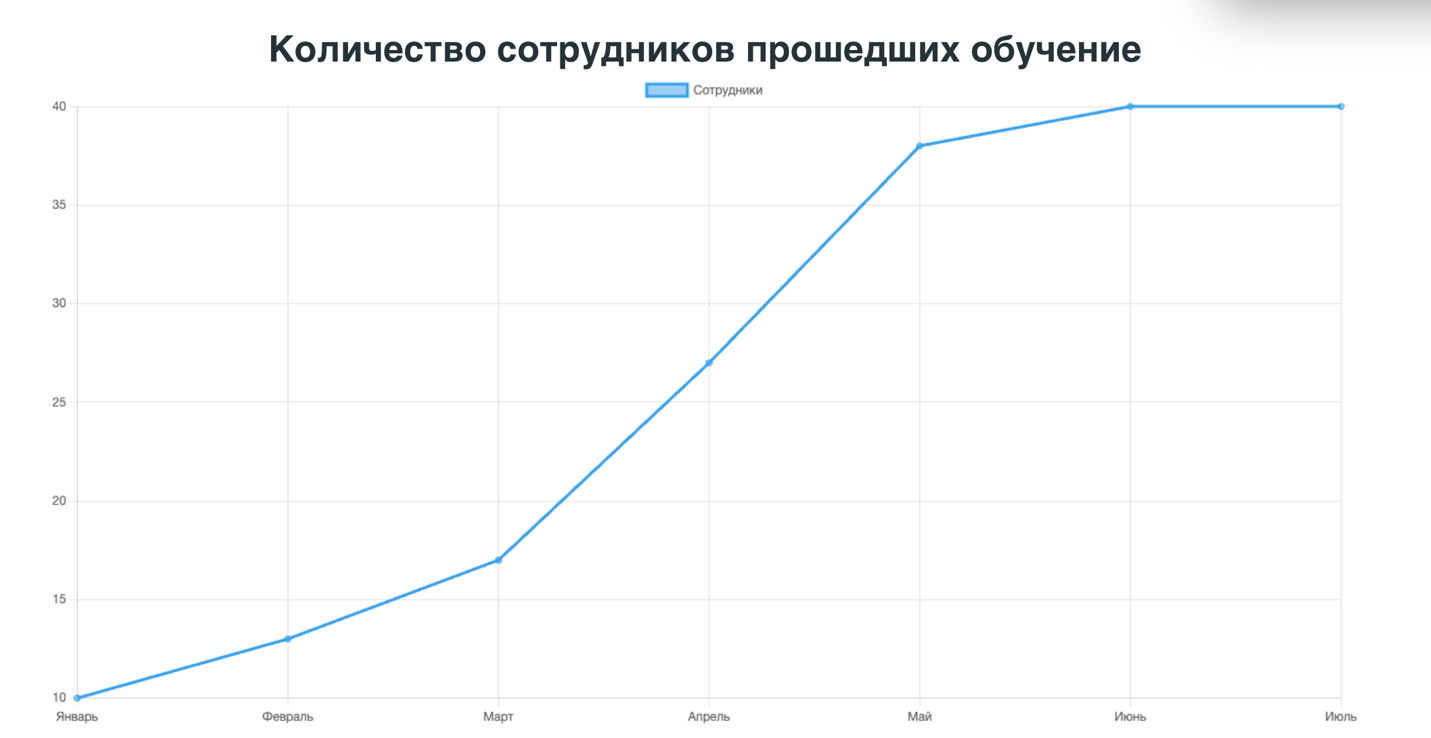 Количество сотрудников прошедших обучение
Сотрудники
40
35
30
25
20
15
10
Январь Февраль Март Апрель Май Июнь Июль